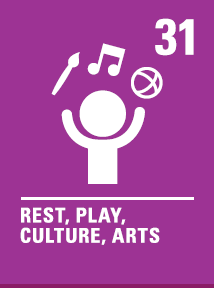 31
REST, PLAY,
CULTURE, ARTS